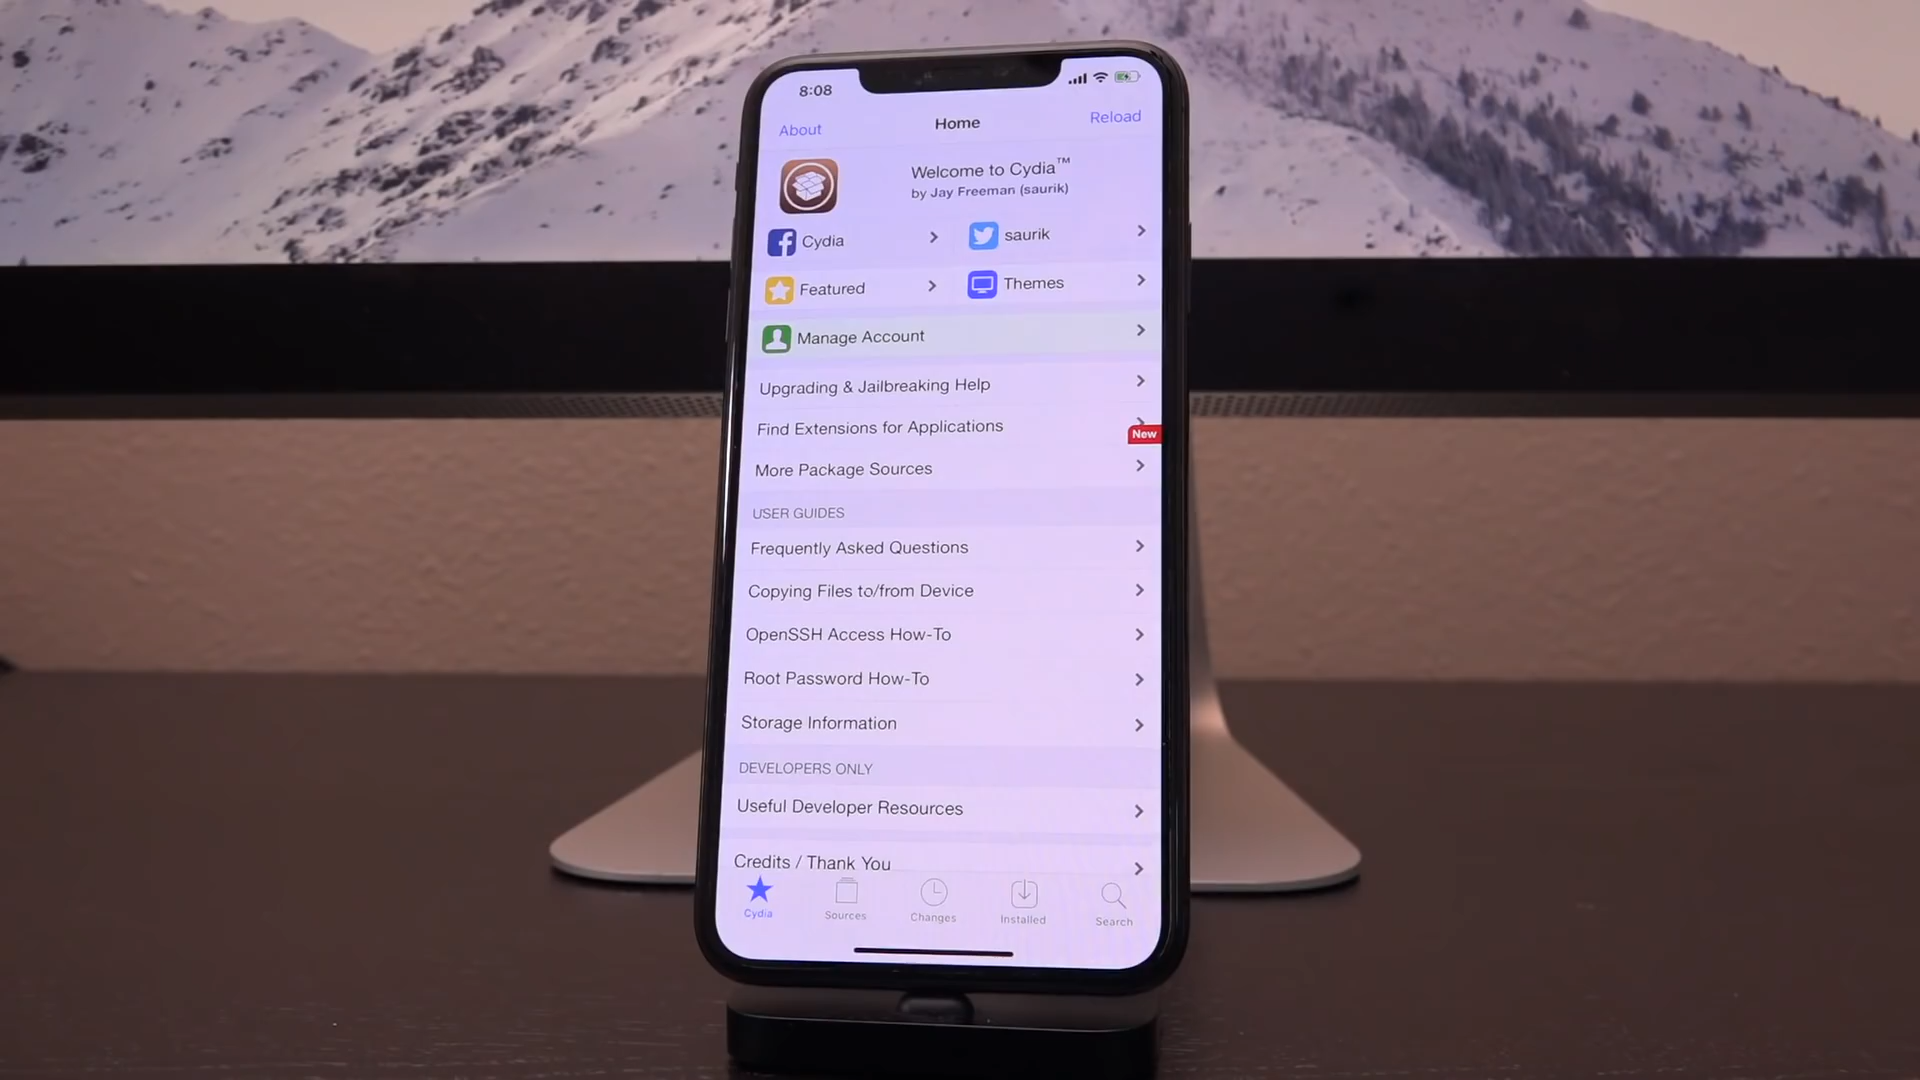 8:08
About
Home
Reload
Welcome to Cydia™
by Jay Freeman (saurik)
Cydia
saurik
Featured
Themes
Manage Account
Upgrading & Jailbreaking Help
Find Extensions for Applications
New
More Package Sources
USER GUIDES
Frequently Asked Questions
Copying Files to/from Device
OpenSSH Access How-To
Root Password How-To
Storage Information
DEVELOPERS ONLY
Useful Developer Resources
Credits / Thank You
Cydia
Sources
Changes
Installed
Search